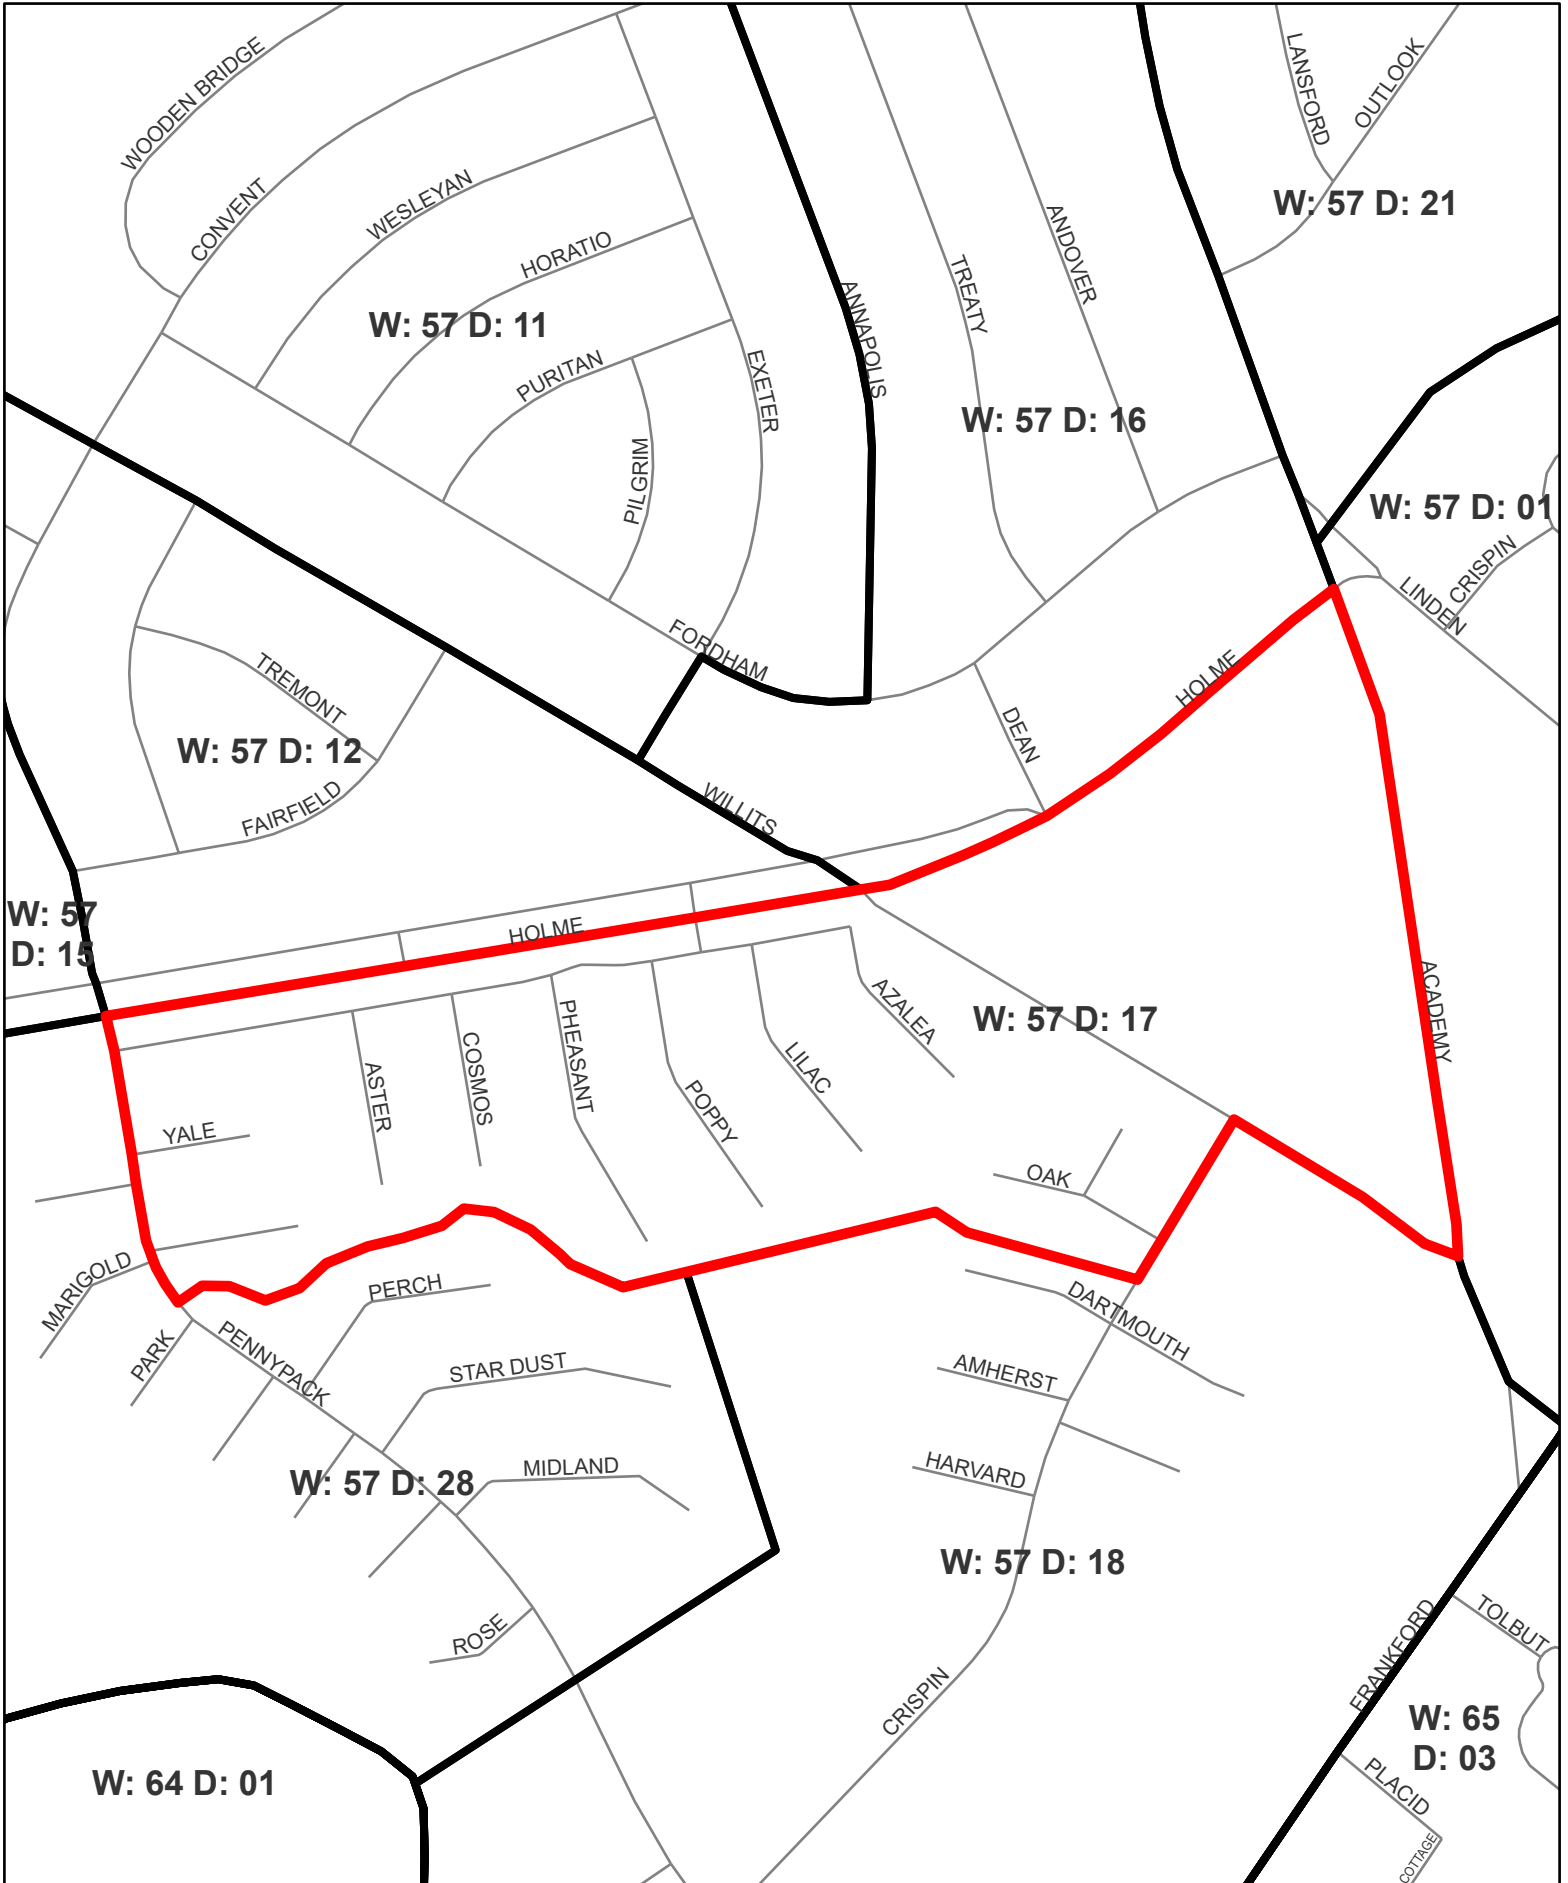 WOODEN BRIDGE
LANSFORD
OUTLOOK
CONVENT
WESLEYAN
W: 57 D: 21
HORATIO
ANDOVER
TREATY
ANNAPOLIS
W: 57 D: 11
PURITAN
EXETER
W: 57 D: 16
PILGRIM
W: 57 D: 01
CRISPIN
LINDEN
FORDHAM
TREMONT
HOLME
DEAN
W: 57 D: 12
FAIRFIELD
WILLITS
W: 57
D: 15
HOLME
AZALEA
W: 57 D: 17
ACADEMY
PHEASANT
COSMOS
ASTER
LILAC
POPPY
YALE
OAK
MARIGOLD
PERCH
DARTMOUTH
PARK
PENNYPACK
STAR DUST
AMHERST
MIDLAND
HARVARD
W: 57 D: 28
W: 57 D: 18
ROSE
TOLBUT
FRANKFORD
CRISPIN
W: 65
D: 03
W: 64 D: 01
PLACID
COTTAGE